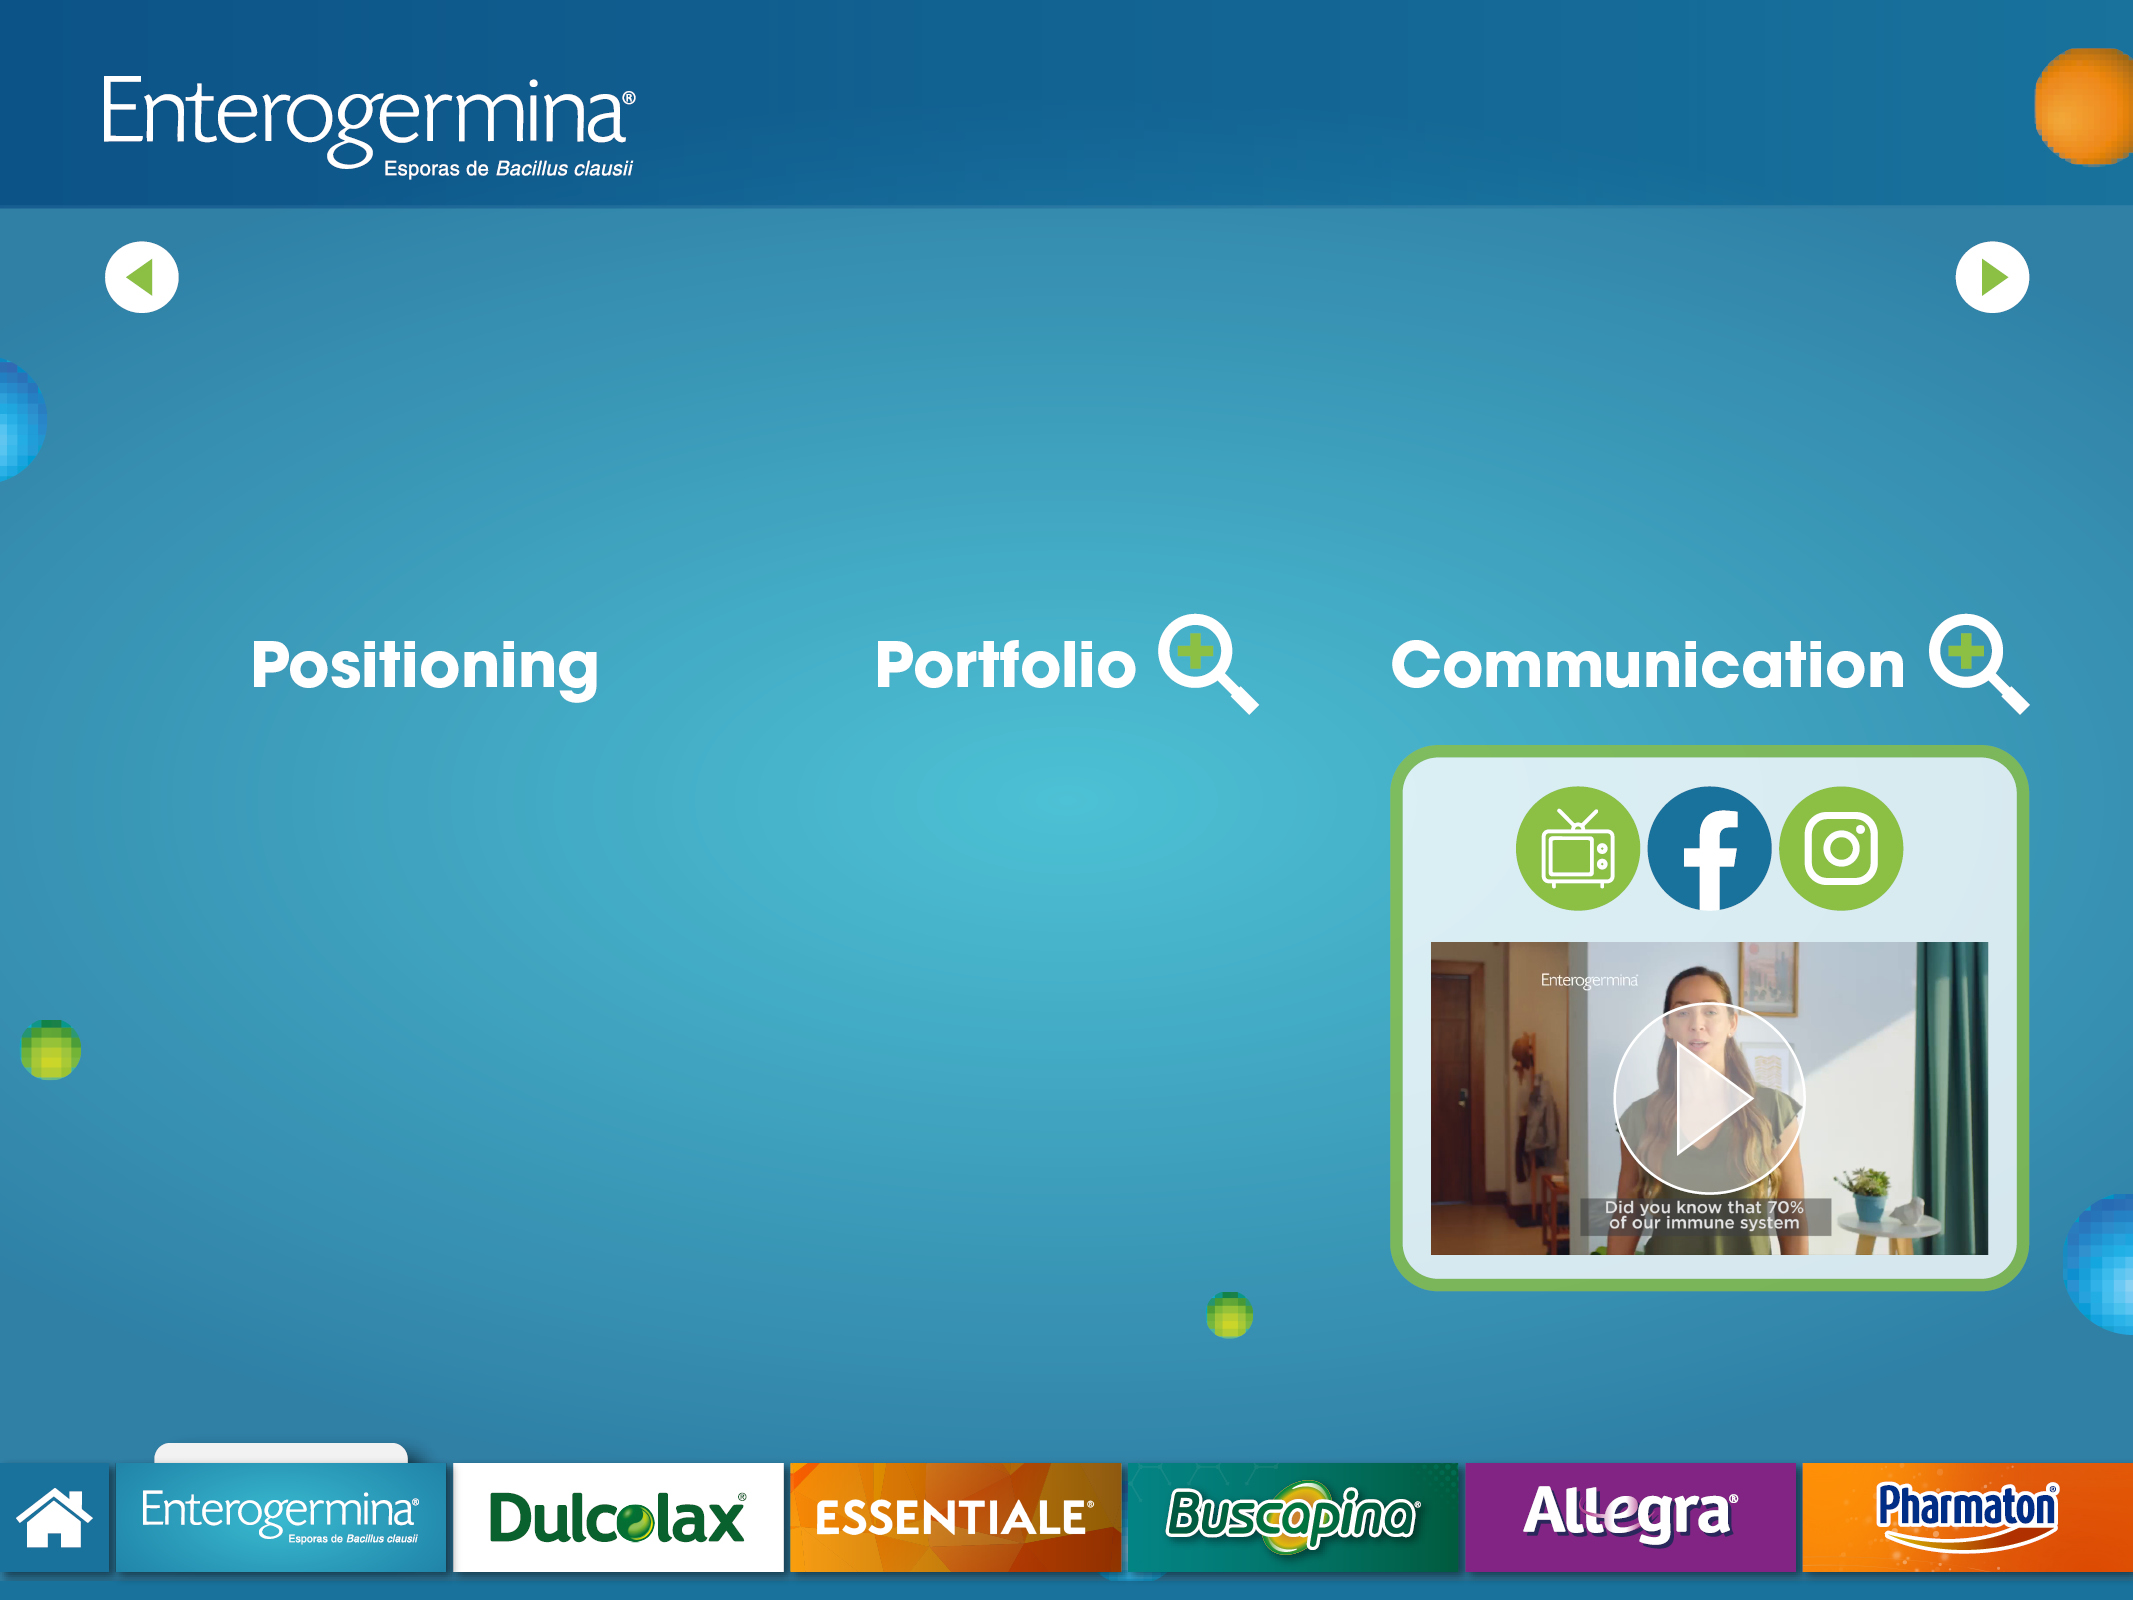 Enterogermina®
Esporas de Bacillus clausii
Positioning
Portfolio
Communication
Enterogermina
Did you know that 70%
of our immune system
Enterogermina®
Esporas de Bacillus clausii
Dulcolax®
ESSENTIALE®
Buscapina®
Allegra®
Pharmaton®